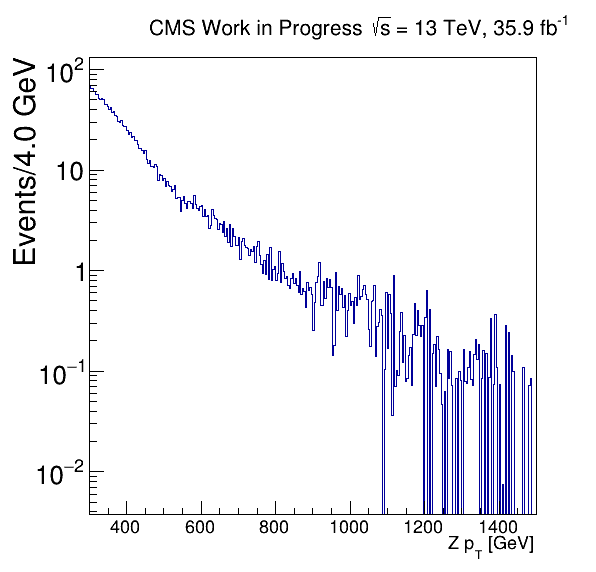 CMS Work in Progress √s = 13 TeV, 35.9 fb⁻¹
Events/4.0 GeV
10²
10
1
10⁻¹
10⁻²
400 600 800 1000 1200 1400
Z p_T [GeV]